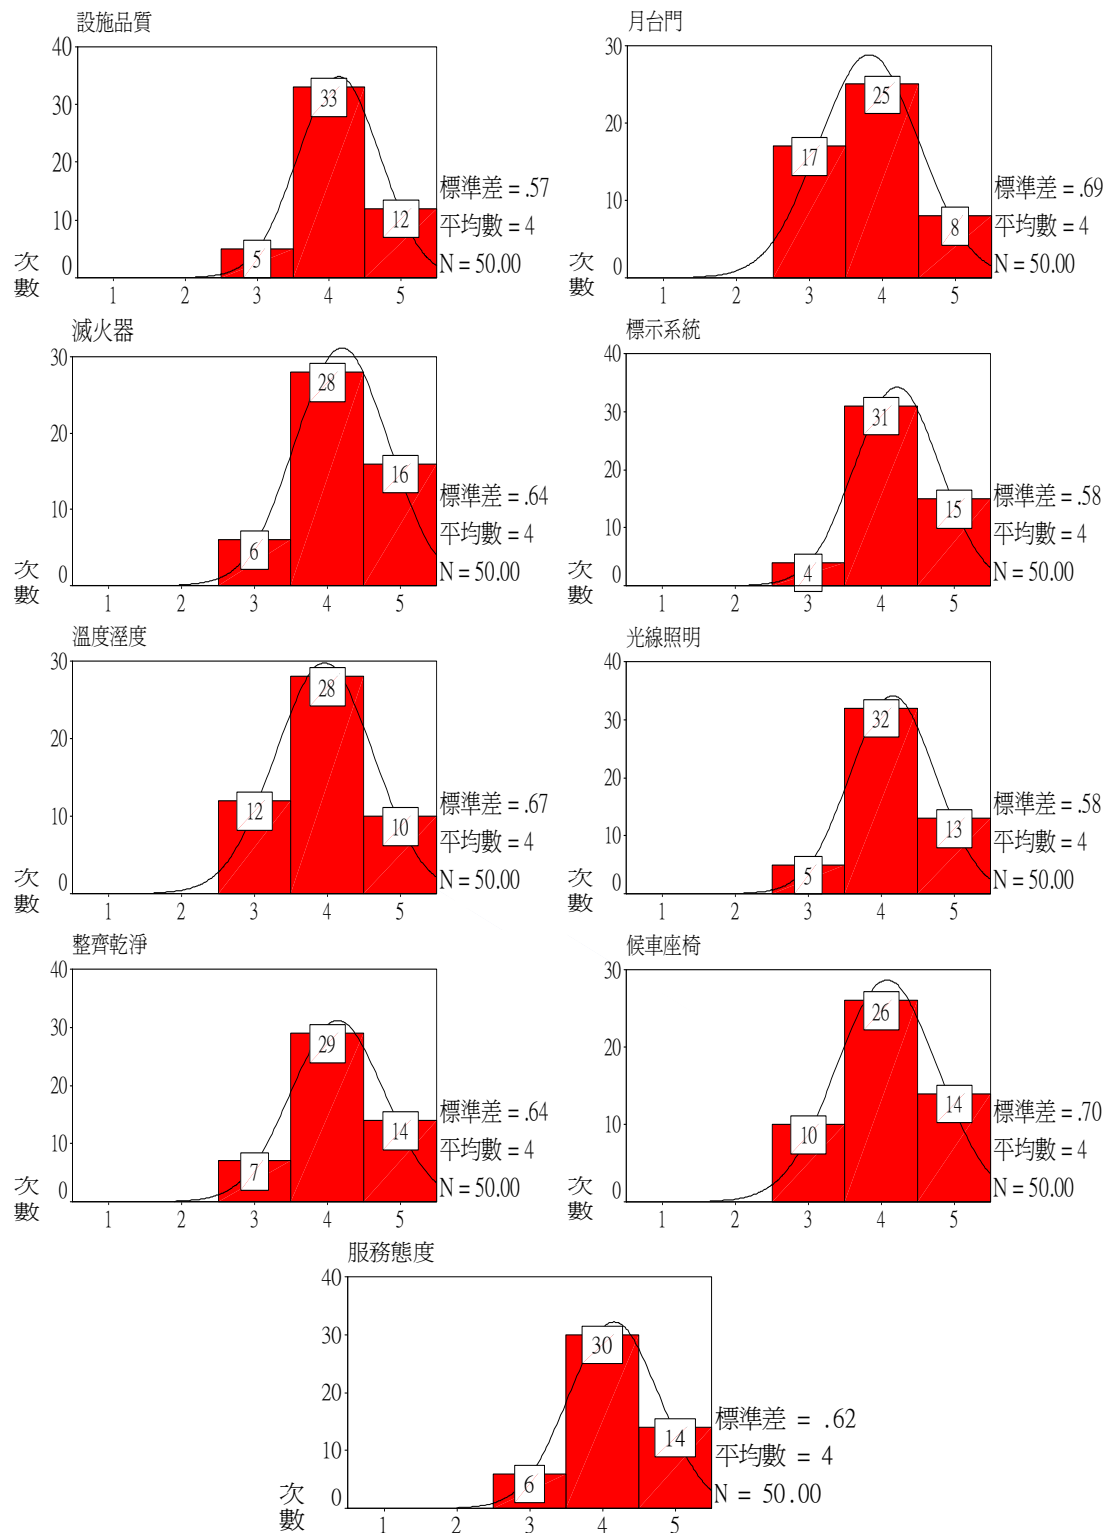 設施品質
40
30
20
10
0
次數
33
12
5
1 2 3 4 5
標準差 = .57
平均數 = 4
N = 50.00
月台門
30
20
10
0
次數
25
17
8
1 2 3 4 5
標準差 = .69
平均數 = 4
N = 50.00
滅火器
30
20
10
0
次數
28
16
6
1 2 3 4 5
標準差 = .64
平均數 = 4
N = 50.00
標示系統
40
30
20
10
0
次數
31
15
4
1 2 3 4 5
標準差 = .58
平均數 = 4
N = 50.00
溫度溼度
30
20
10
0
次數
28
12
10
1 2 3 4 5
標準差 = .67
平均數 = 4
N = 50.00
光線照明
40
30
20
10
0
次數
32
13
5
1 2 3 4 5
標準差 = .58
平均數 = 4
N = 50.00
整齊乾淨
40
30
20
10
0
次數
29
14
7
1 2 3 4 5
標準差 = .64
平均數 = 4
N = 50.00
候車座椅
30
20
10
0
次數
26
14
10
1 2 3 4 5
標準差 = .70
平均數 = 4
N = 50.00
服務態度
40
30
20
10
0
次數
30
14
6
1 2 3 4 5
標準差 = .62
平均數 = 4
N = 50.00